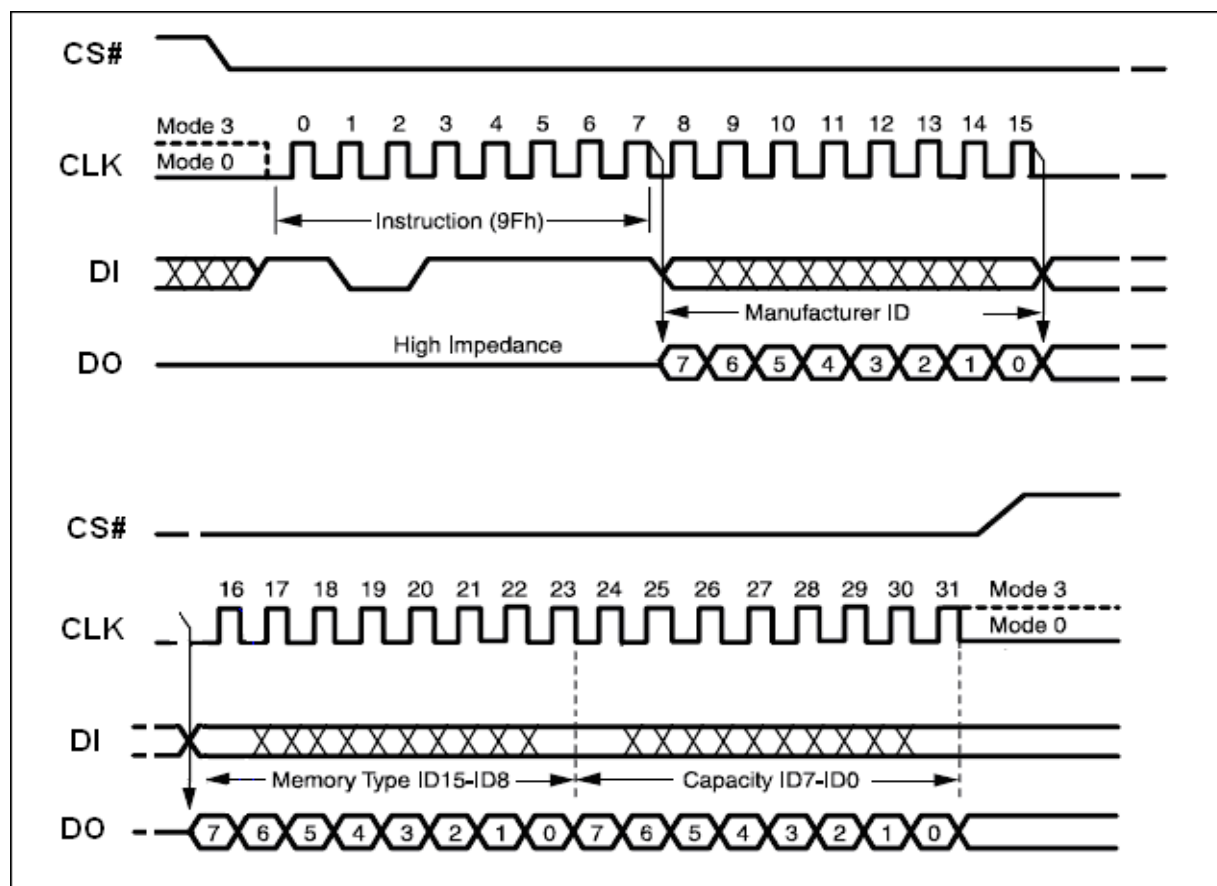 CS#
Mode 3
0 1 2 3 4 5 6 7 8 9 10 11 12 13 14 15
Mode 0
CLK
Instruction (9Fh)
DI
Manufacturer ID
High Impedance
DO
7 6 5 4 3 2 1 0
CS#
16 17 18 19 20 21 22 23 24 25 26 27 28 29 30 31
Mode 3
CLK
Mode 0
DI
Memory Type ID15-ID8
Capacity ID7-ID0
DO
7 6 5 4 3 2 1 0 7 6 5 4 3 2 1 0